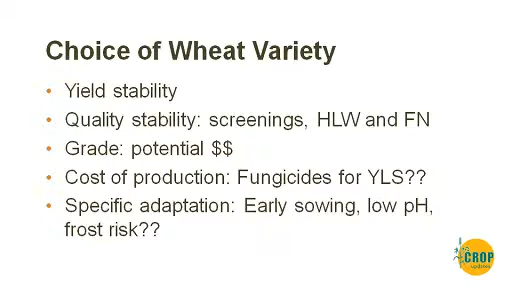 Choice of Wheat Variety
• Yield stability
• Quality stability: screenings, HLW and FN
• Grade: potential $$
• Cost of production: Fungicides for YLS??
• Specific adaptation: Early sowing, low pH,
frost risk??
CROP
updates